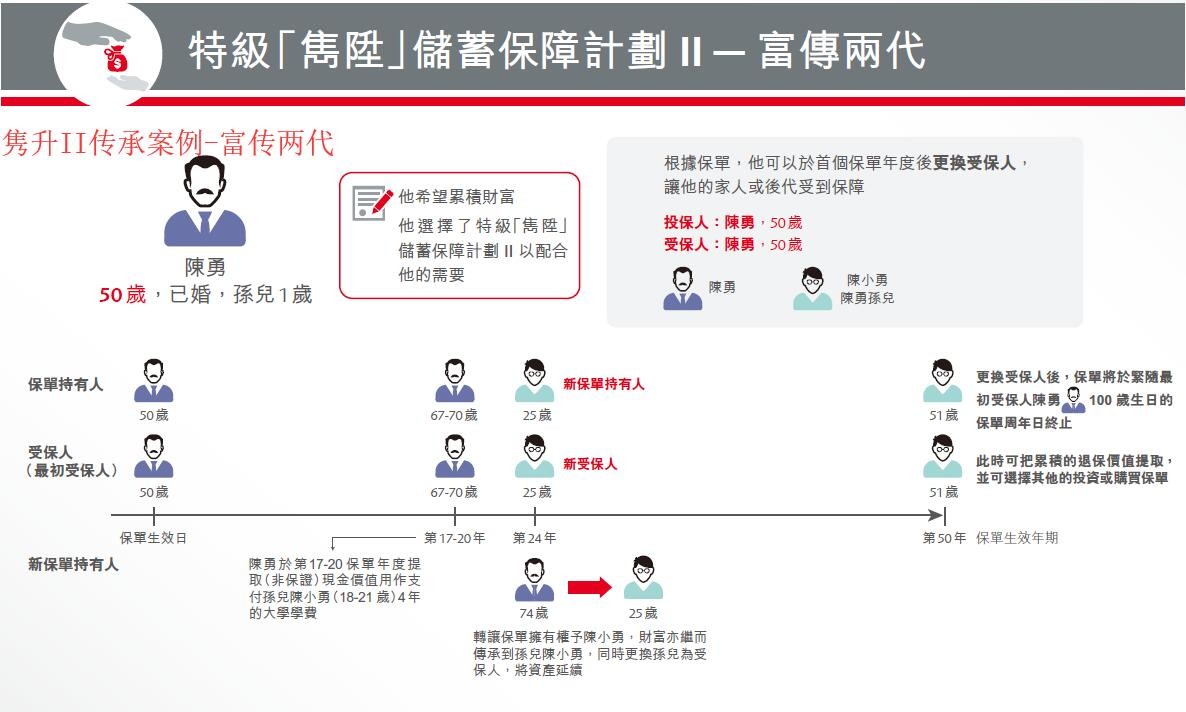 特級「雋陞」儲蓄保障計劃 II — 富傳兩代
$
隽升II传承案例-富传两代
陳勇
50歲，已婚，孫兒1歲
他希望累積財富
他選擇了特級「雋陞」
儲蓄保障計劃 II 以配合
他的需要
根據保單，他可以於首個保單年度後更換受保人，
讓他的家人或後代受到保障
投保人：陳勇，50歲
受保人：陳勇，50歲
陳勇
陳小勇
陳勇孫兒
保單持有人
50歲
67-70歲
25歲
新保單持有人
51歲
更換受保人後，保單將於緊隨最
初受保人陳勇 100 歲生日的
保單周年日終止
受保人
（最初受保人）
50歲
67-70歲
25歲
新受保人
51歲
此時可把累積的退保價值提取，
並可選擇其他的投資或購買保單
保單生效日
第17-20年
第24年
第50年
保單生效年期
新保單持有人
陳勇於第17-20保單年度提
取（非保證）現金價值用作支
付孫兒陳小勇（18-21歲）4年
的大學學費
74歲
25歲
轉讓保單擁有權予陳小勇，財富亦繼而
傳承到孫兒陳小勇，同時更換孫兒為受
保人，將資產延續